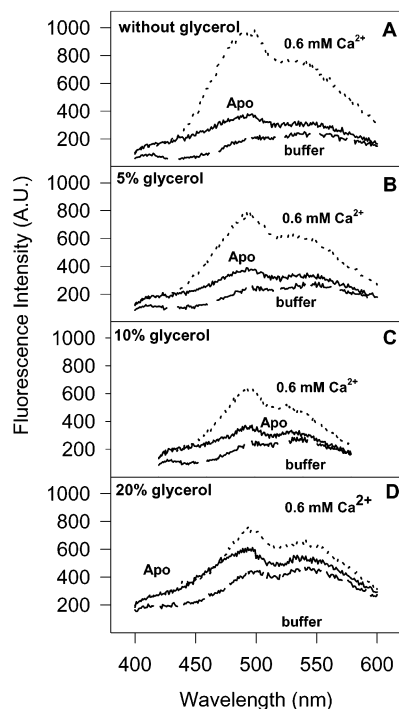 Fluorescence Intensity (A.U.)
without glycerol
A
0.6 mM Ca²⁺
Apo
buffer
1000
800
600
400
200
5% glycerol
B
0.6 mM Ca²⁺
Apo
buffer
1000
800
600
400
200
10% glycerol
C
0.6 mM Ca²⁺
Apo
buffer
1000
800
600
400
200
20% glycerol
D
0.6 mM Ca²⁺
Apo
buffer
1000
800
600
400
200
400 450 500 550 600
Wavelength (nm)